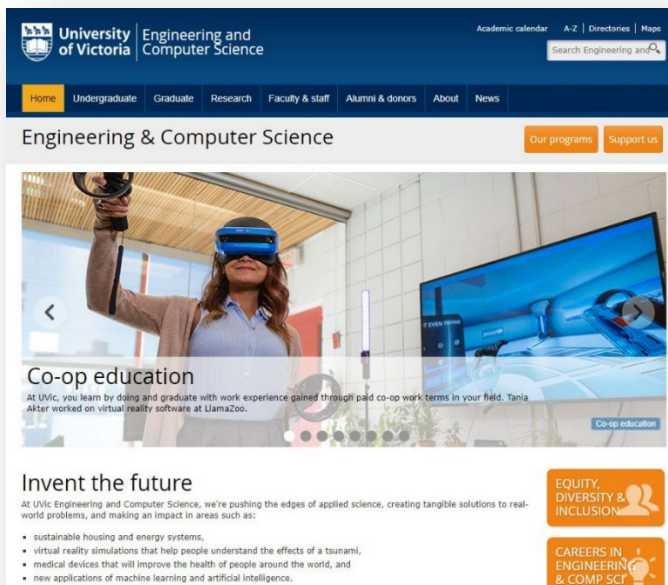 University
of Victoria
Engineering and
Computer Science
Academic calendar A-Z | Directories | Maps
Search Engineering and
Home Undergraduate Graduate Research Faculty & staff Alumni & donors About News
Engineering & Computer Science
Our programs Support us
T EVEN TRYING
Co-op education
At UVic, you learn by doing and graduate with work experience gained through paid co-op work terms in your field. Tania
Akter worked on virtual reality software at LlamaZoo.
Co-op education
Invent the future
At UVic Engineering and Computer Science, we're pushing the edges of applied science, creating tangible solutions to real-
world problems, and making an impact in areas such as:
• sustainable housing and energy systems,
• virtual reality simulations that help people understand the effects of a tsunami,
• medical devices that will improve the health of people around the world, and
• new applications of machine learning and artificial intelligence.
EQUITY,
DIVERSITY &
INCLUSION
CAREERS IN
ENGINEERING
& COMP SCI